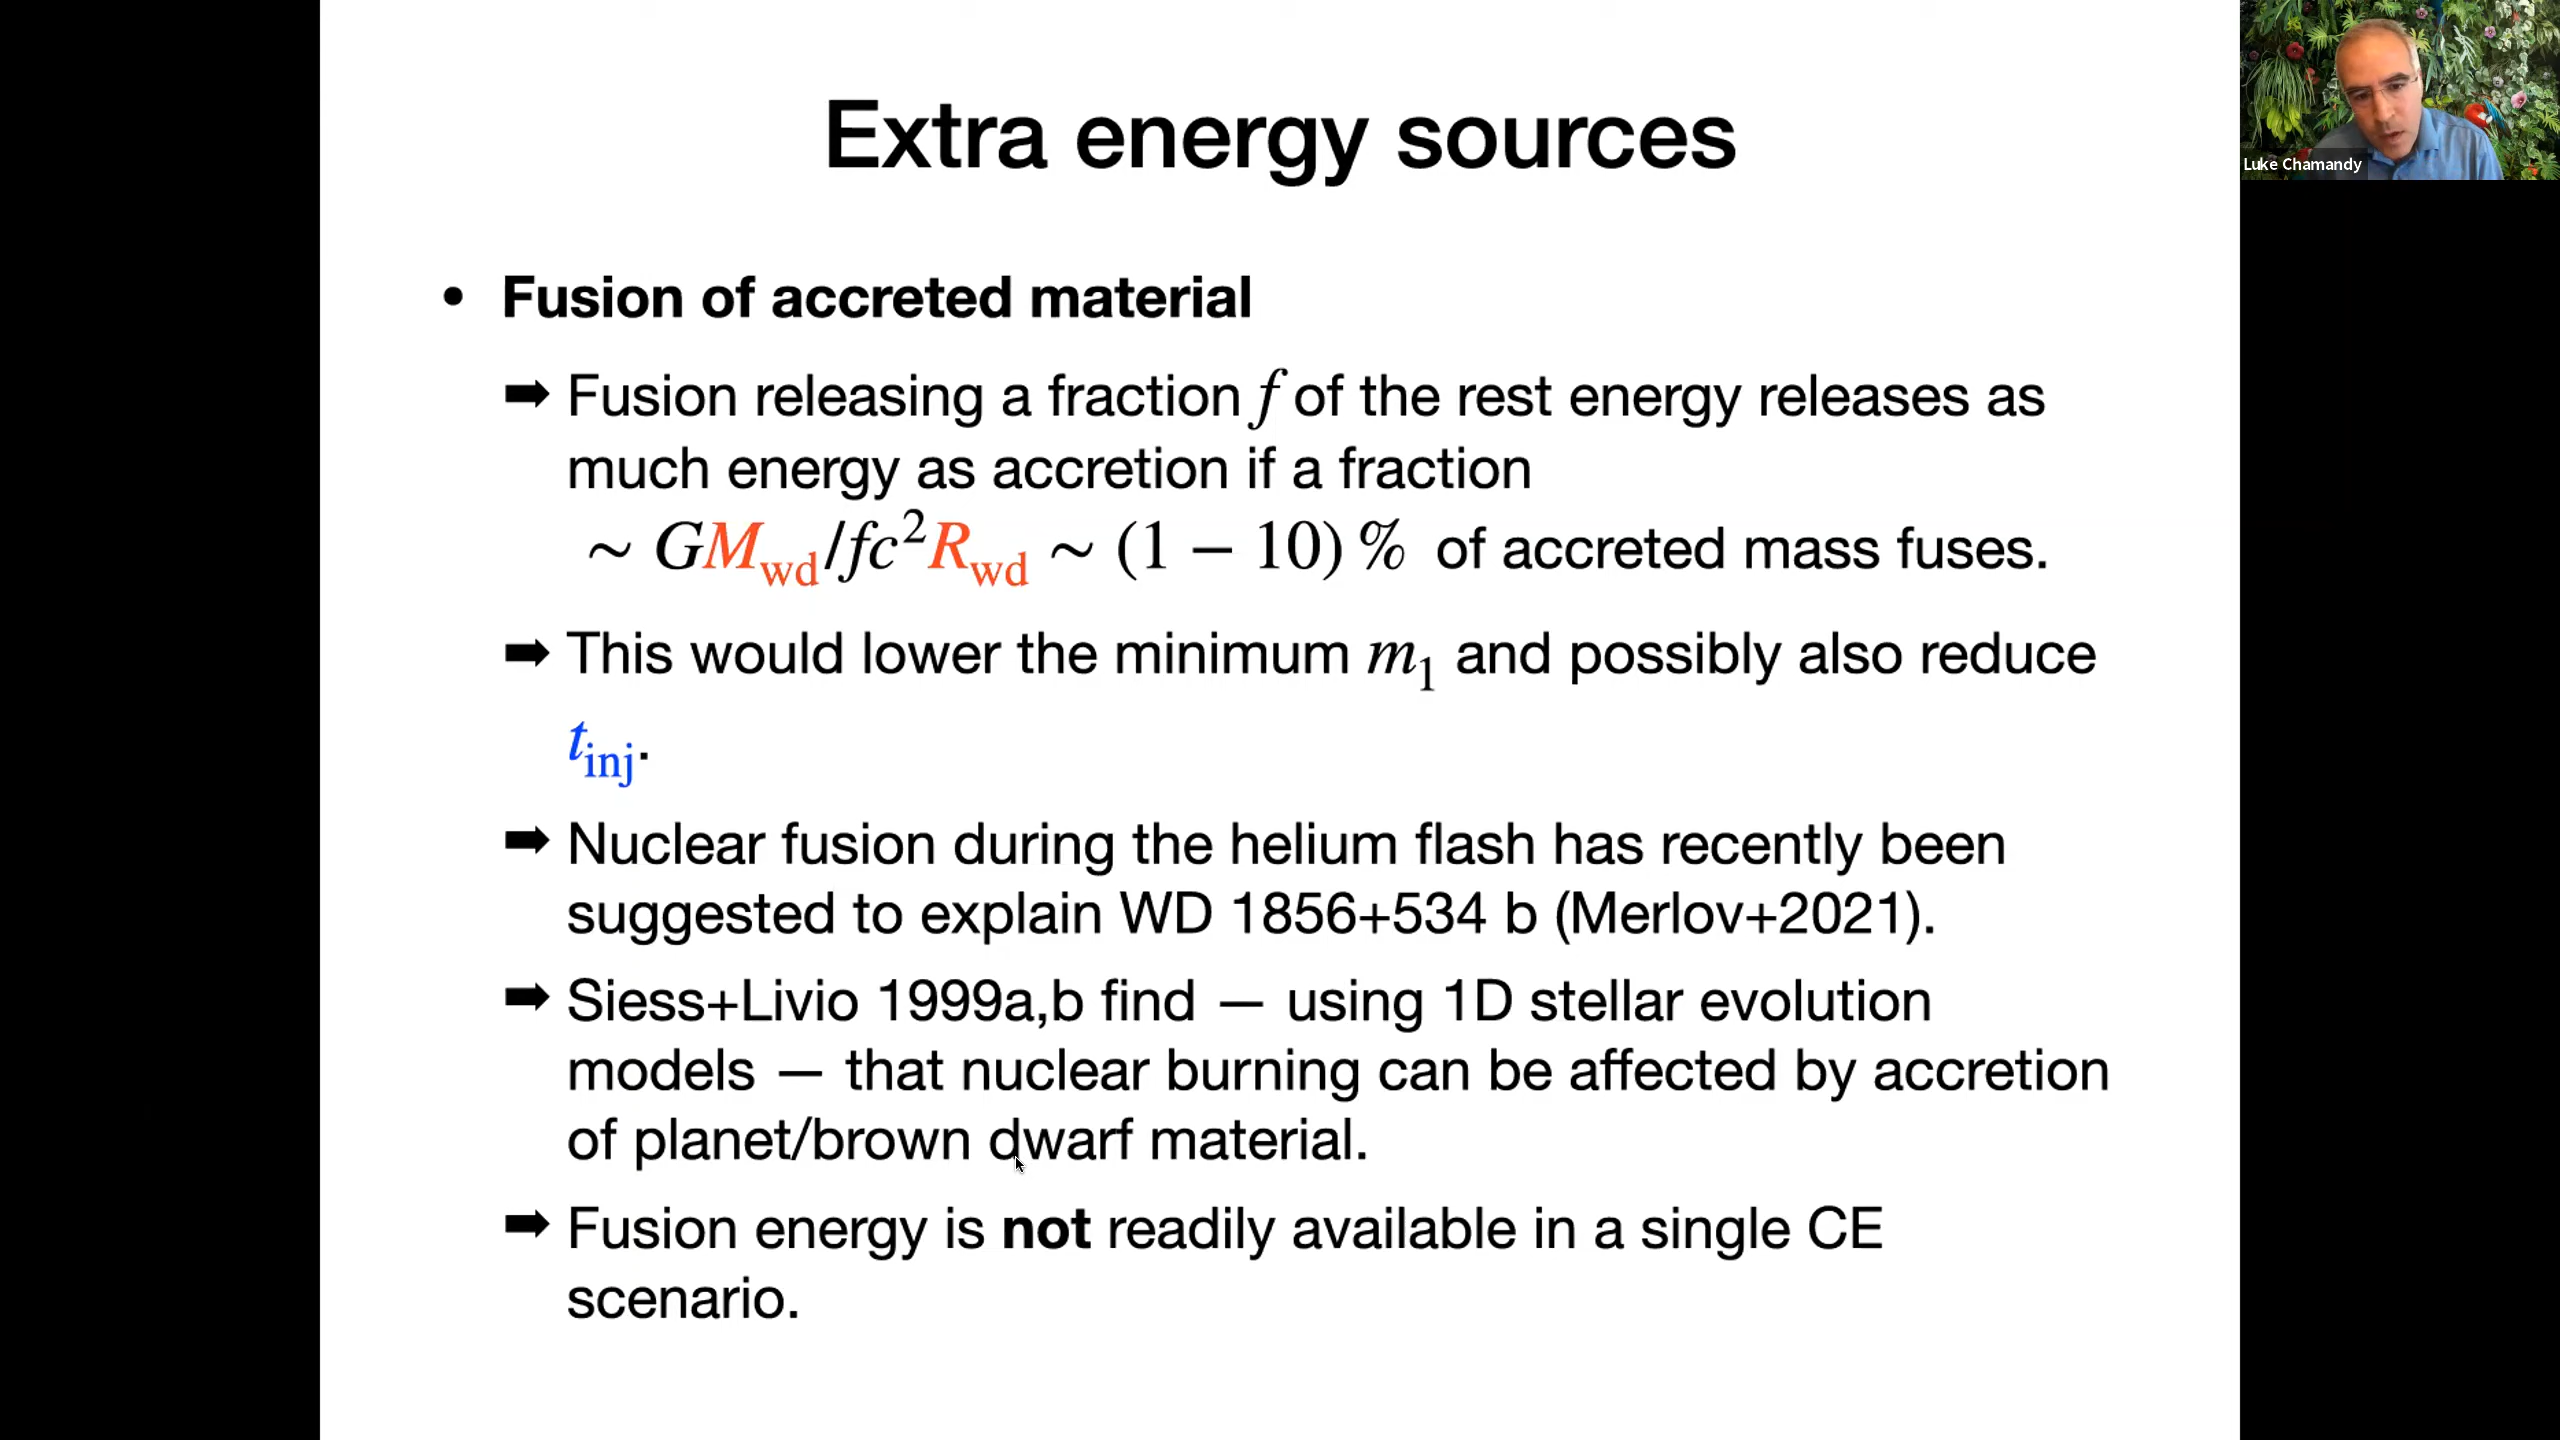 Extra energy sources
Luke Chamandy
• Fusion of accreted material
➡ Fusion releasing a fraction f of the rest energy releases as
much energy as accretion if a fraction
∼ GM_wd/fc²R_wd ∼ (1 − 10) % of accreted mass fuses.
➡ This would lower the minimum m₁ and possibly also reduce
t_inj.
➡ Nuclear fusion during the helium flash has recently been
suggested to explain WD 1856+534 b (Merlov+2021).
➡ Siess+Livio 1999a,b find — using 1D stellar evolution
models — that nuclear burning can be affected by accretion
of planet/brown dwarf material.
➡ Fusion energy is not readily available in a single CE
scenario.